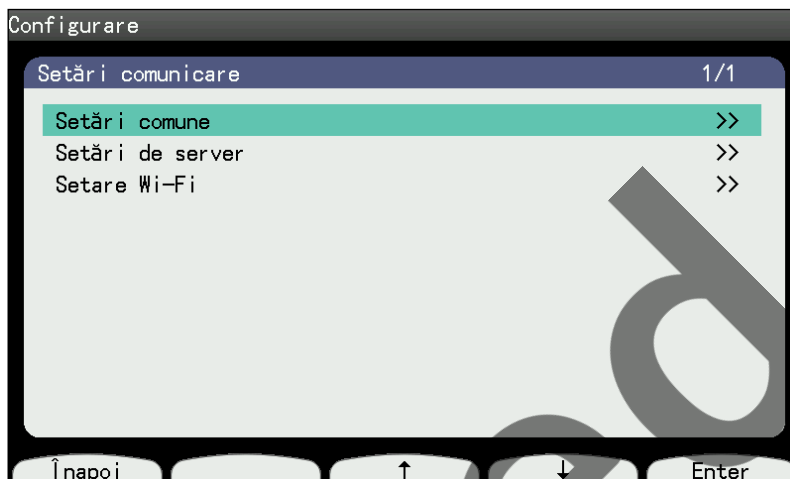 Configurare
Setări comunicare 1/1
Setări comune >>
Setări de server >>
Setare Wi-Fi >>
Înapoi ↑ ↓ Enter